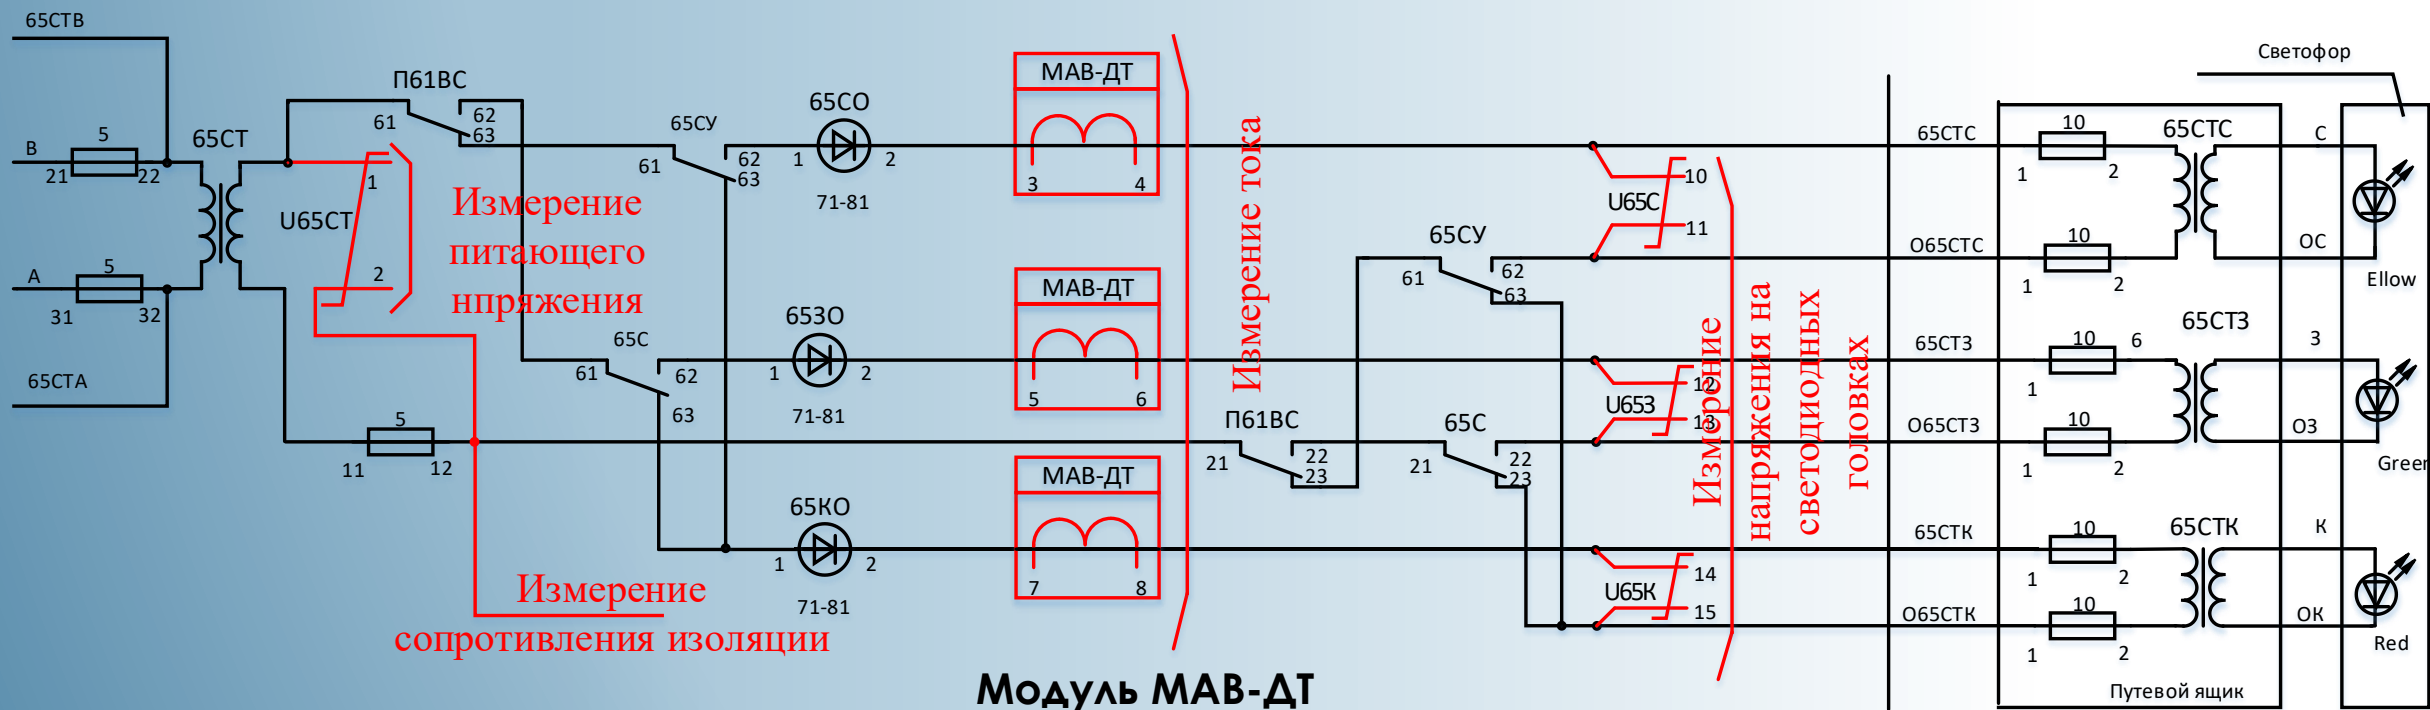 65СТВ
В
5
21
22
65СТ
А
5
31
32
65СТА
U65СТ
1
2
П61ВС
61
62
63
Измерение
питающего
нпряжения
5
11
12
Измерение
сопротивления изоляции
65СУ
61
62
63
65С
61
62
63
65СО
1
2
71-81
65ЗО
1
2
71-81
65КО
1
2
71-81
МАВ-ДТ
3
4
МАВ-ДТ
5
6
МАВ-ДТ
7
8
Измерение тока
П61ВС
21
22
23
65СУ
61
62
63
65С
21
22
23
U65С
10
11
U65З
12
13
U65К
14
15
Измерение
напряжения на
светодиодных
головках
65СТС
О65СТС
65СТЗ
О65СТЗ
65СТК
О65СТК
10
1
2
10
1
2
65СТС
10
1
6
10
1
2
65СТЗ
10
1
2
10
1
2
65СТК
Путевой ящик
Светофор
С
ОС
Ellow
З
ОЗ
Green
К
ОК
Red
Модуль МАВ-ДТ